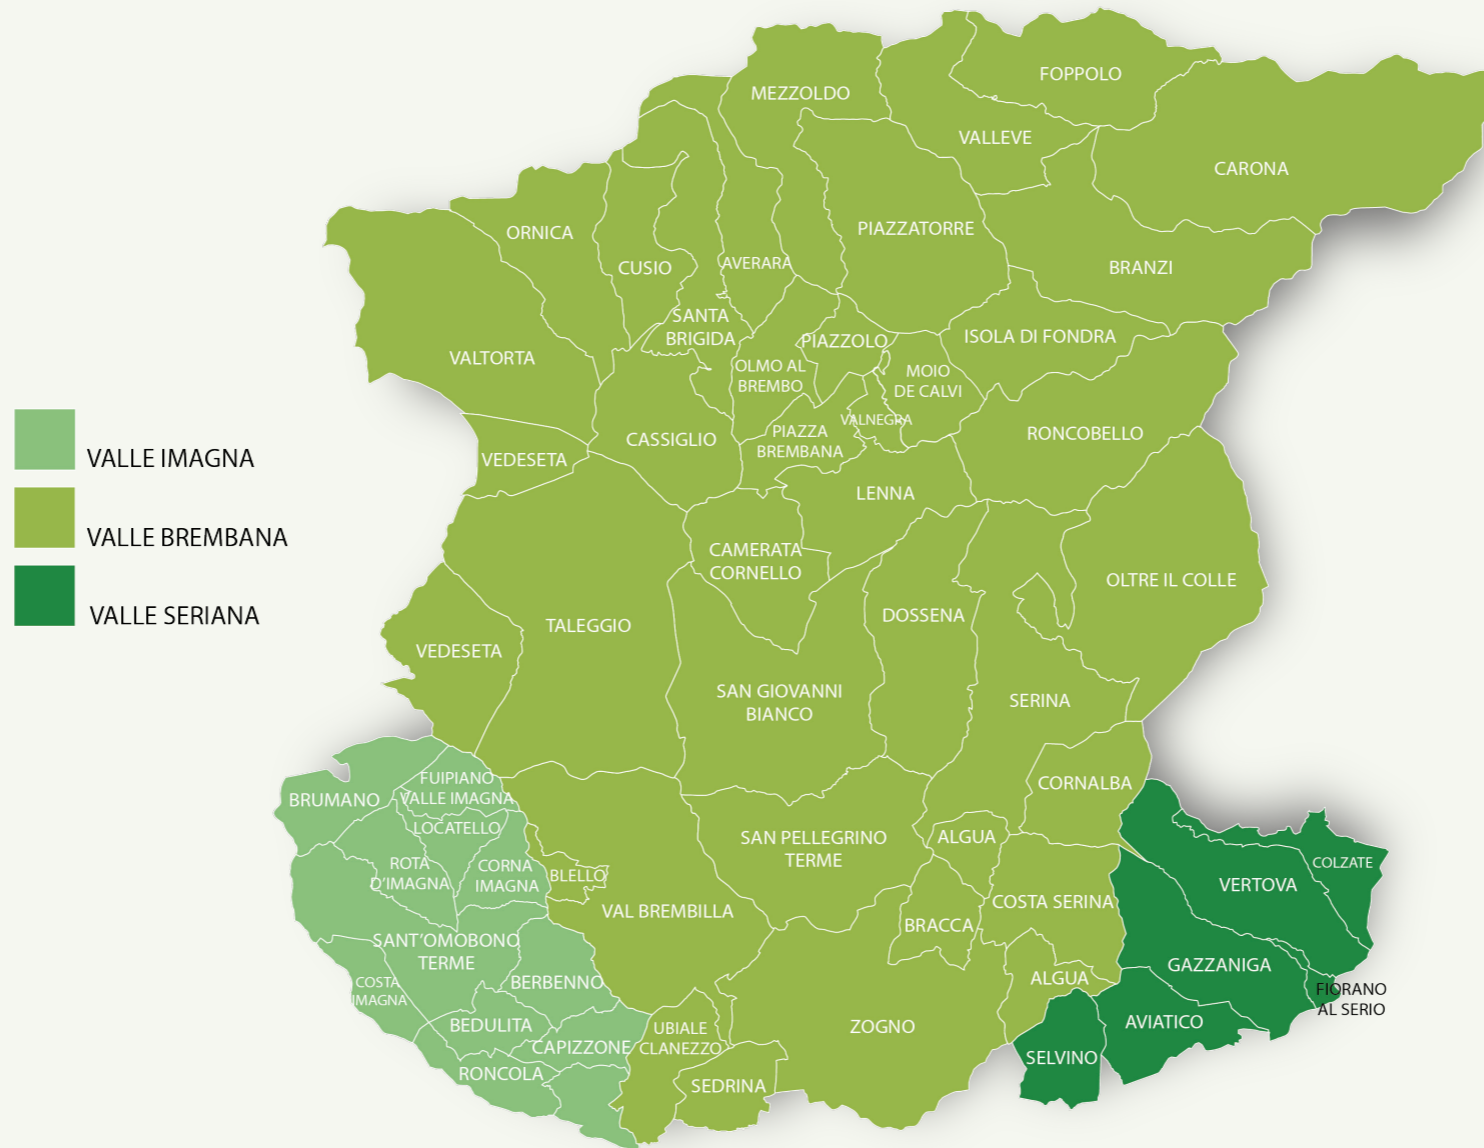 FOPPOLO
MEZZOLDO
VALLEVE
CARONA
ORNICA
PIAZZATORRE
CUSIO
AVERARA
BRANZI
SANTA
BRIGIDA
ISOLA DI FONDRA
PIAZZOLO
VALTORTA
OLMO AL
BREMBO
MOIO
DE CALVI
VALNEGRA
PIAZZA
BREMBANA
RONCOBELLO
CASSIGLIO
VEDESETA
LENNA
VALLE IMAGNA
VALLE BREMBANA
VALLE SERIANA
CAMERATA
CORNELLO
OLTRE IL COLLE
DOSSENA
TALEGGIO
VEDESETA
SAN GIOVANNI
BIANCO
SERINA
FUIPIANO
VALLE IMAGNA
BRUMANO
CORNALBA
LOCATELLO
SAN PELLEGRINO
TERME
ALGUA
ROTA
D'IMAGNA
CORNA
IMAGNA
BLELLO
COLZATE
VERTOVA
COSTA SERINA
VAL BREMBILLA
BRACCA
SANT'OMOBONO
TERME
GAZZANIGA
COSTA
IMAGNA
BERBENNO
ALGUA
FIORANO
AL SERIO
BEDULITA
UBIALE
CLANEZZO
ZOGNO
AVIATICO
CAPIZZONE
SELVINO
RONCOLA
SEDRINA